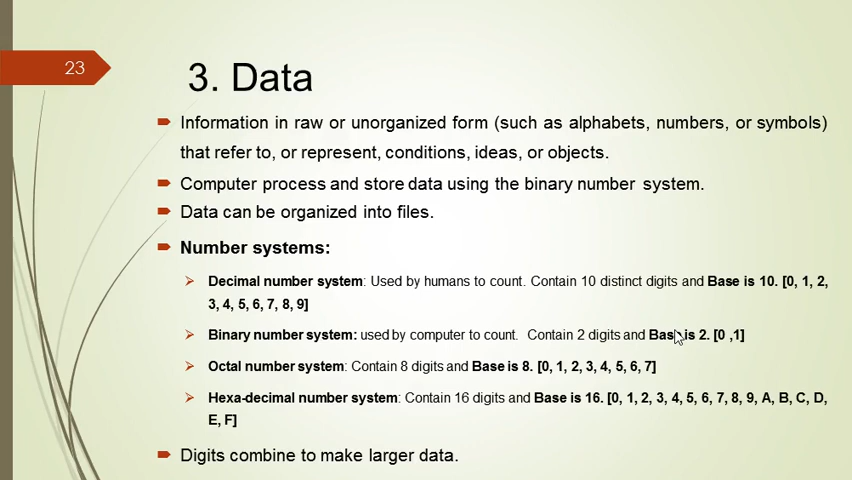 23
3. Data
Information in raw or unorganized form (such as alphabets, numbers, or symbols)
that refer to, or represent, conditions, ideas, or objects.
Computer process and store data using the binary number system.
Data can be organized into files.
Number systems:
Decimal number system: Used by humans to count. Contain 10 distinct digits and Base is 10. [0, 1, 2,
3, 4, 5, 6, 7, 8, 9]
Binary number system: used by computer to count. Contain 2 digits and Base is 2. [0 ,1]
Octal number system: Contain 8 digits and Base is 8. [0, 1, 2, 3, 4, 5, 6, 7]
Hexa-decimal number system: Contain 16 digits and Base is 16. [0, 1, 2, 3, 4, 5, 6, 7, 8, 9, A, B, C, D,
E, F]
Digits combine to make larger data.